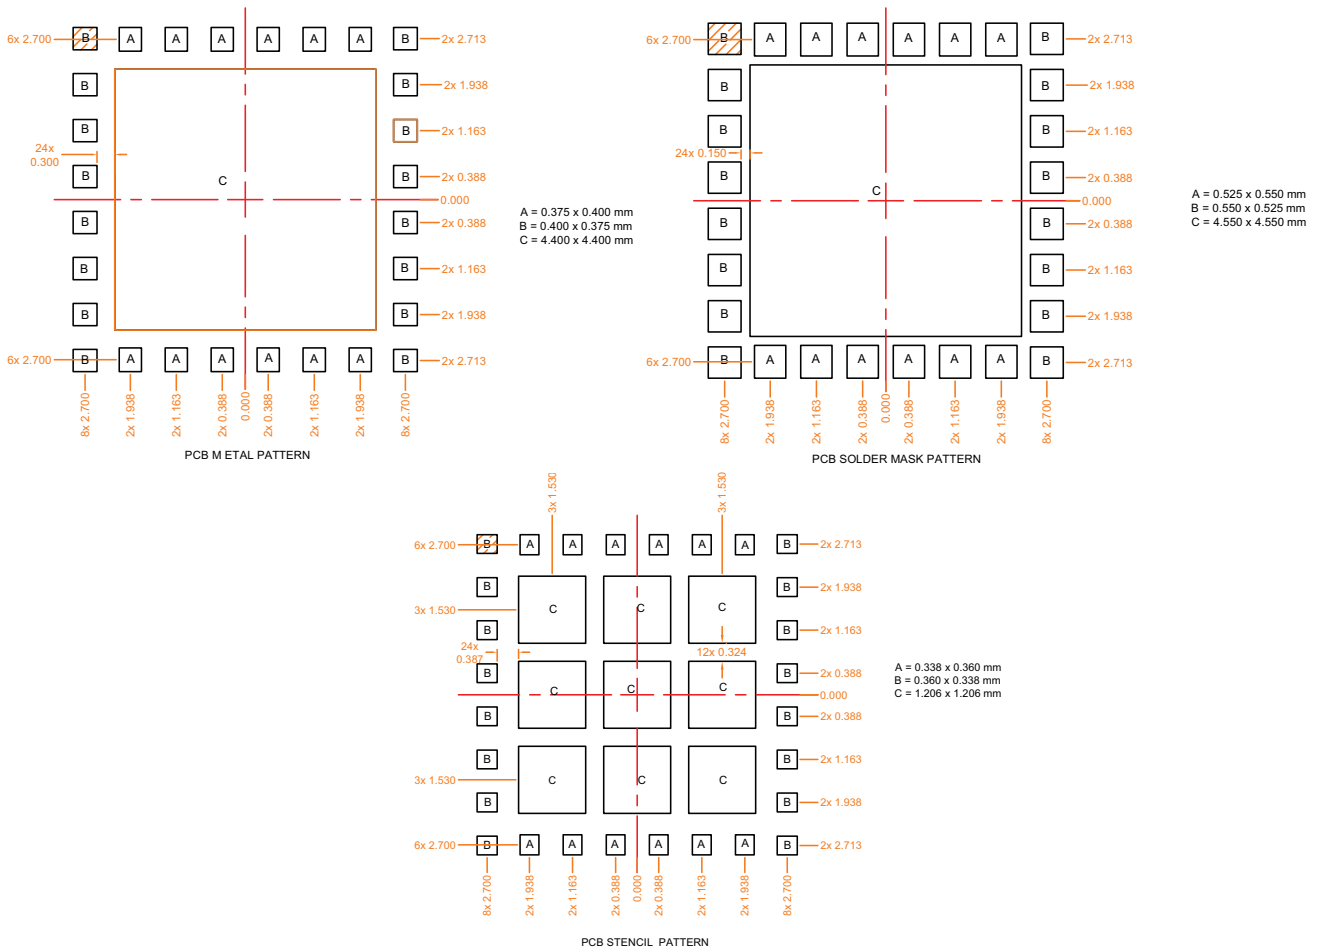 B A A A A A A B
6x 2.700
2x 2.713
B
2x 1.938
B
B
2x 1.163
24x
0.300
B
C
B
2x 0.388
0.000
B
B
2x 0.388
B
B
2x 1.163
B
B
2x 1.938
6x 2.700
B A A A A A A B
2x 2.713
8x 2.700
2x 1.938
2x 1.163
2x 0.388
0.000
2x 0.388
2x 1.163
2x 1.938
8x 2.700
A = 0.375 x 0.400 mm
B = 0.400 x 0.375 mm
C = 4.400 x 4.400 mm
PCB M ETAL PATTERN
6x 2.700
B A A A A A A B
2x 2.713
B
B
2x 1.938
B
B
2x 1.163
24x 0.150
B
C
B
2x 0.388
0.000
B
B
2x 0.388
B
B
2x 1.163
B
B
2x 1.938
6x 2.700
B A A A A A A B
2x 2.713
8x 2.700
2x 1.938
2x 1.163
2x 0.388
0.000
2x 0.388
2x 1.163
2x 1.938
8x 2.700
A = 0.525 x 0.550 mm
B = 0.550 x 0.525 mm
C = 4.550 x 4.550 mm
PCB SOLDER MASK PATTERN
3x 1.530
3x 1.530
6x 2.700
B A A A A A A B
2x 2.713
B
B
2x 1.938
3x 1.530
C C C
B
B
2x 1.163
24x
0.387
12x 0.324
B
C C C
B
2x 0.388
0.000
B
B
2x 0.388
B
B
2x 1.163
3x 1.530
C C C
B
B
2x 1.938
6x 2.700
B A A A A A A B
2x 2.713
8x 2.700
2x 1.938
2x 1.163
2x 0.388
0.000
2x 0.388
2x 1.163
2x 1.938
8x 2.700
A = 0.338 x 0.360 mm
B = 0.360 x 0.338 mm
C = 1.206 x 1.206 mm
PCB STENCIL PATTERN